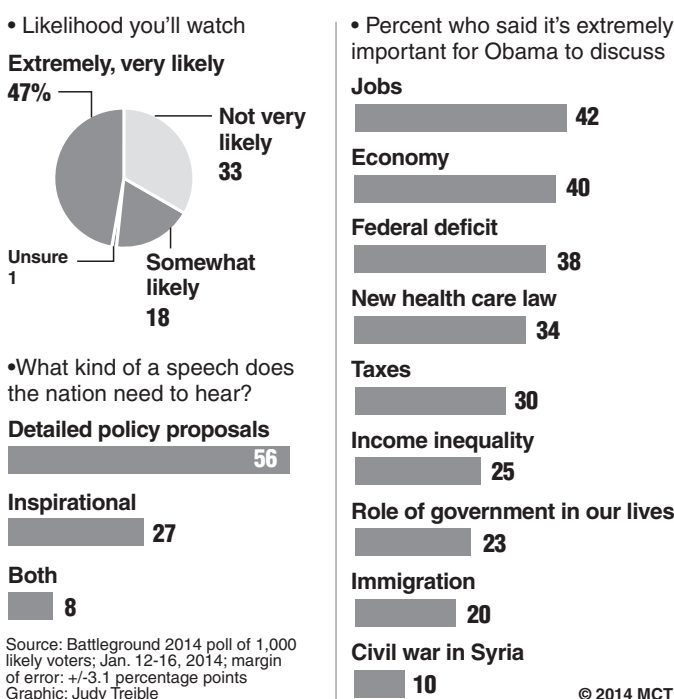 • Likelihood you'll watch
Extremely, very likely
47%
Not very
likely
33
Unsure
1
Somewhat
likely
18
•What kind of a speech does
the nation need to hear?
Detailed policy proposals
56
Inspirational
27
Both
8
Source: Battleground 2014 poll of 1,000
likely voters; Jan. 12-16, 2014; margin
of error: +/-3.1 percentage points
Graphic: Judy Treible
• Percent who said it's extremely
important for Obama to discuss
Jobs
42
Economy
40
Federal deficit
38
New health care law
34
Taxes
30
Income inequality
25
Role of government in our lives
23
Immigration
20
Civil war in Syria
10
© 2014 MCT